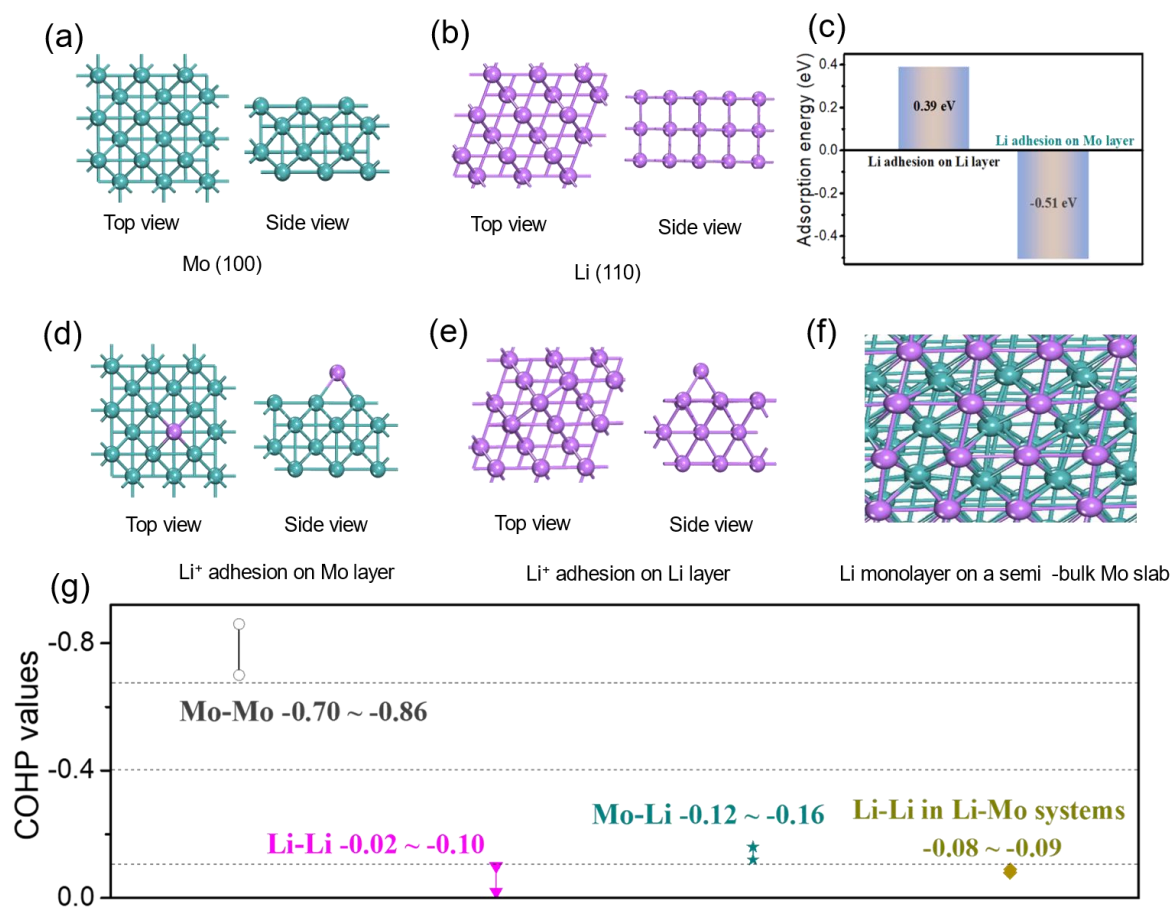 (a)
Top view
Side view
Mo (100)
(b)
Top view
Side view
Li (110)
(c)
Adsorption energy (eV)
0.4
0.2
0.0
-0.2
-0.4
0.39 eV
Li adhesion on Mo layer
Li adhesion on Li layer
-0.51 eV
(d)
Top view
Side view
Li⁺ adhesion on Mo layer
(e)
Top view
Side view
Li⁺ adhesion on Li layer
(f)
Li monolayer on a semi -bulk Mo slab
(g)
COHP values
-0.8
-0.4
0.0
Mo-Mo -0.70 ~ -0.86
Li-Li -0.02 ~ -0.10
Mo-Li -0.12 ~ -0.16
Li-Li in Li-Mo systems
-0.08 ~ -0.09